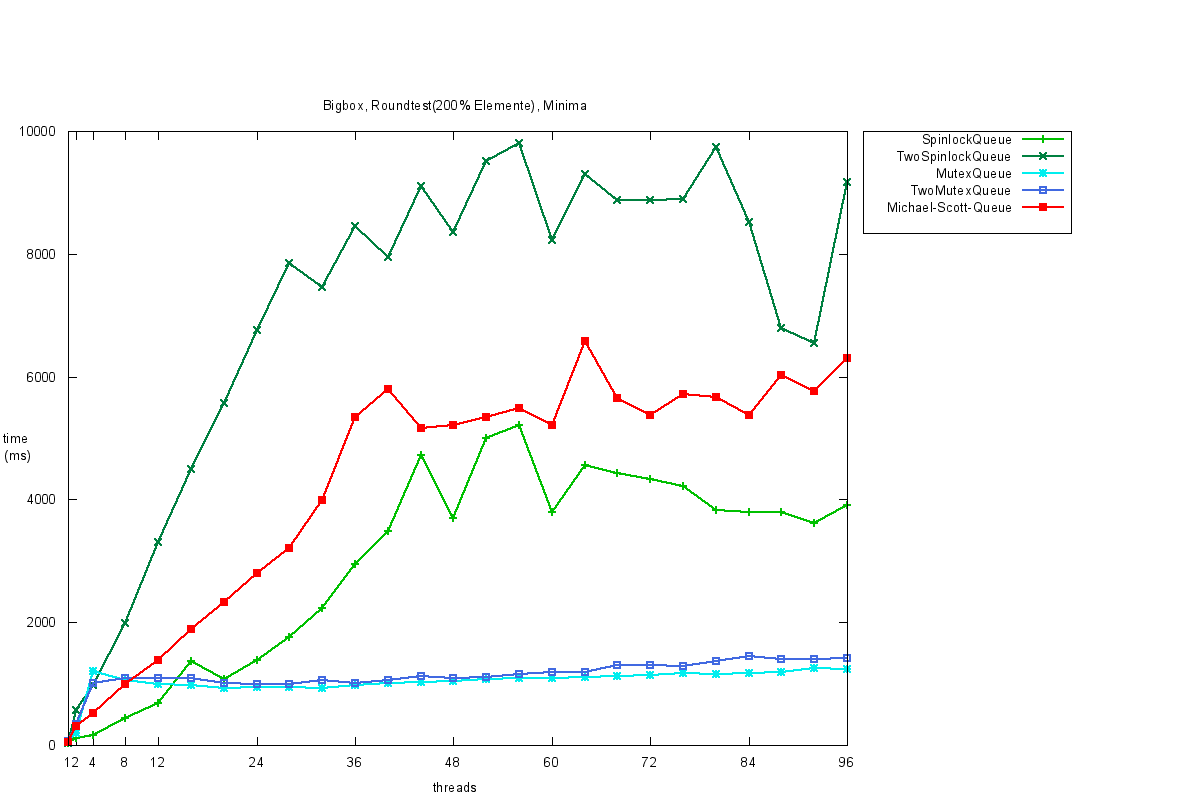 Bigbox, Roundtest(200% Elemente), Minima
10000
8000
6000
4000
2000
0
time
(ms)
1 2 4 8 12 24 36 48 60 72 84 96
threads
SpinlockQueue
TwoSpinlockQueue
MutexQueue
TwoMutexQueue
Michael-Scott-Queue